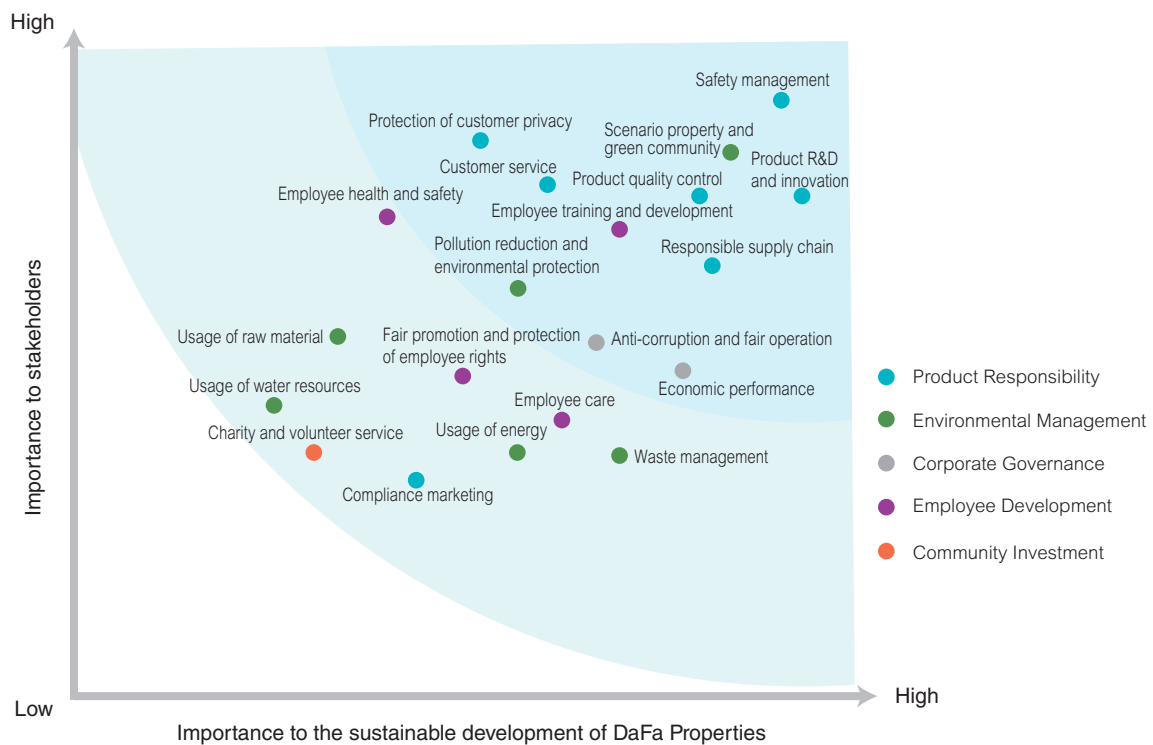 High
Safety management
Protection of customer privacy
Scenario property and
green community
Product R&D
and innovation
Customer service
Product quality control
Employee health and safety
Employee training and development
Pollution reduction and
environmental protection
Responsible supply chain
Usage of raw material
Fair promotion and protection
of employee rights
Anti-corruption and fair operation
Economic performance
Usage of water resources
Employee care
Charity and volunteer service
Usage of energy
Waste management
Compliance marketing
Importance to stakeholders
Product Responsibility
Environmental Management
Corporate Governance
Employee Development
Community Investment
Low
High
Importance to the sustainable development of DaFa Properties